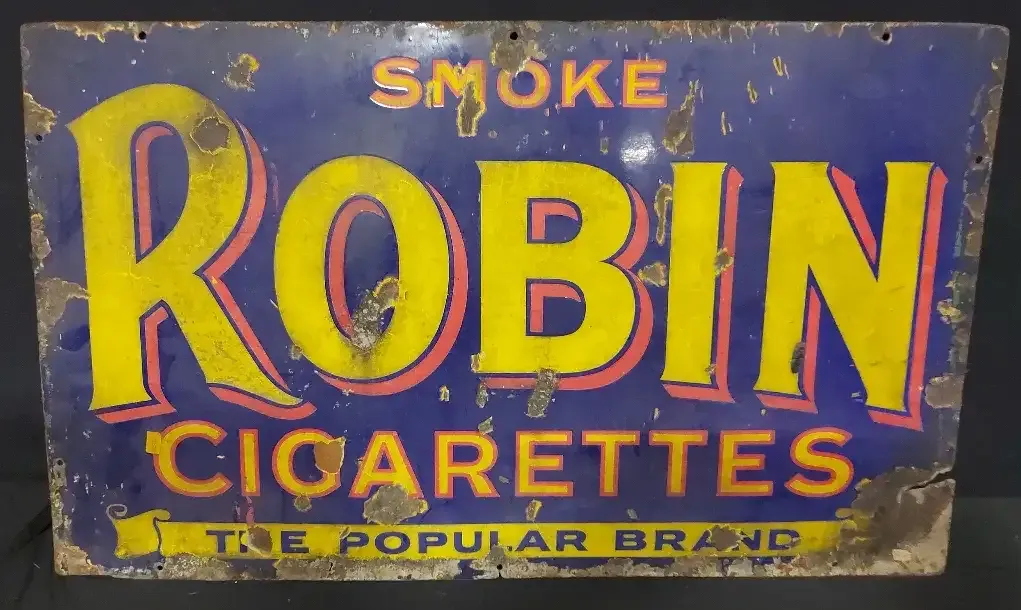 SMOKE
ROBIN
CIGARETTES
THE POPULAR BRAND